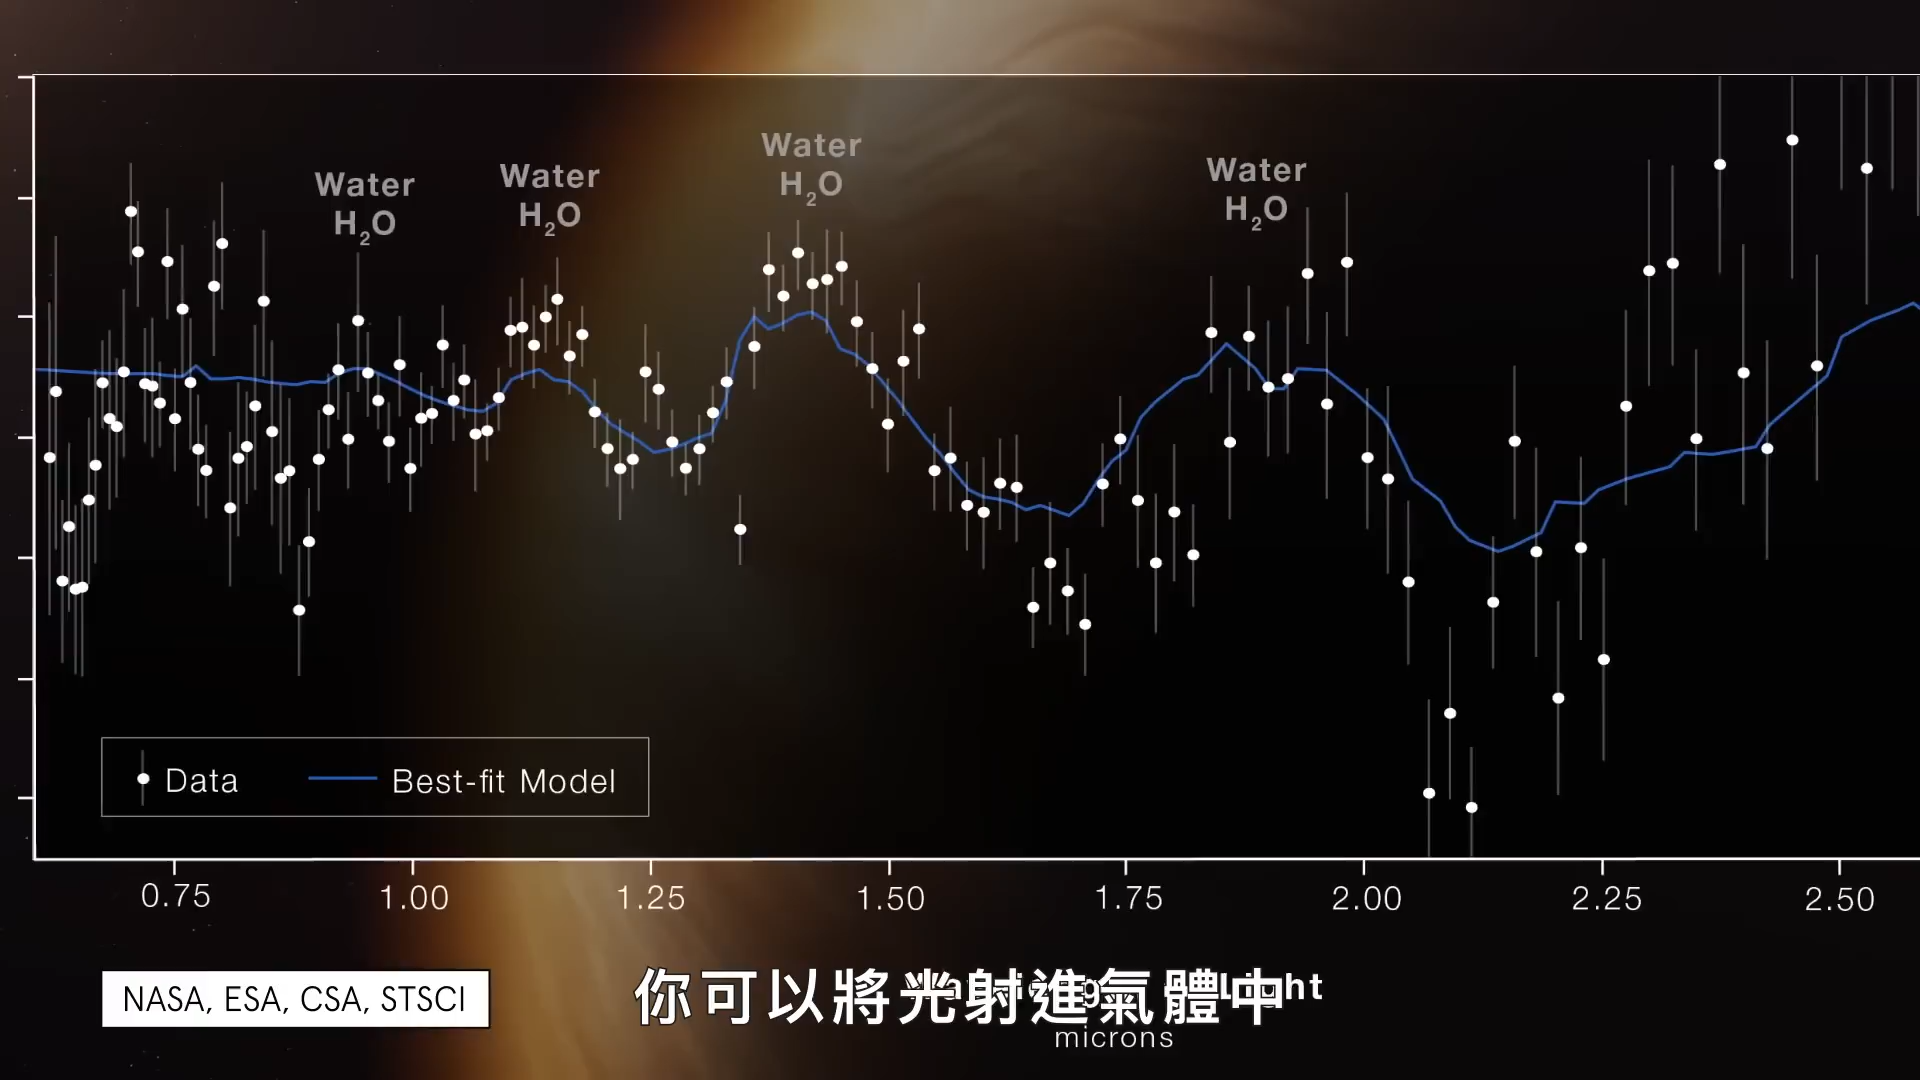 Water
H₂O
Water
H₂O
Water
H₂O
Water
H₂O
Data
Best-fit Model
0.75 1.00 1.25 1.50 1.75 2.00 2.25 2.50
NASA, ESA, CSA, STSCI
你可以將光射進氣體中
Light
microns